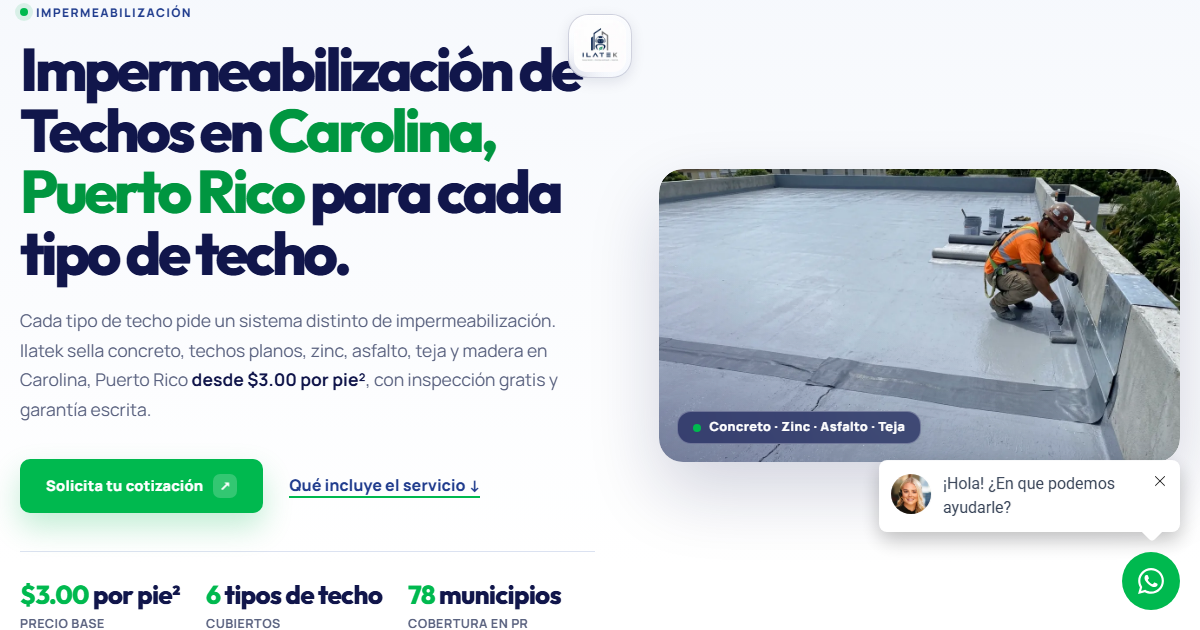 IMPERMEABILIZACIÓN
ILATEK
Impermeabilización de
Techos en Carolina,
Puerto Rico para cada
tipo de techo.
Cada tipo de techo pide un sistema distinto de impermeabilización.
Ilatek sella concreto, techos planos, zinc, asfalto, teja y madera en
Carolina, Puerto Rico desde $3.00 por pie², con inspección gratis y
garantía escrita.
Solicita tu cotización ↗
Qué incluye el servicio ↓
Concreto · Zinc · Asfalto · Teja
¡Hola! ¿En que podemos
ayudarle?
$3.00 por pie²
PRECIO BASE
6 tipos de techo
CUBIERTOS
78 municipios
COBERTURA EN PR